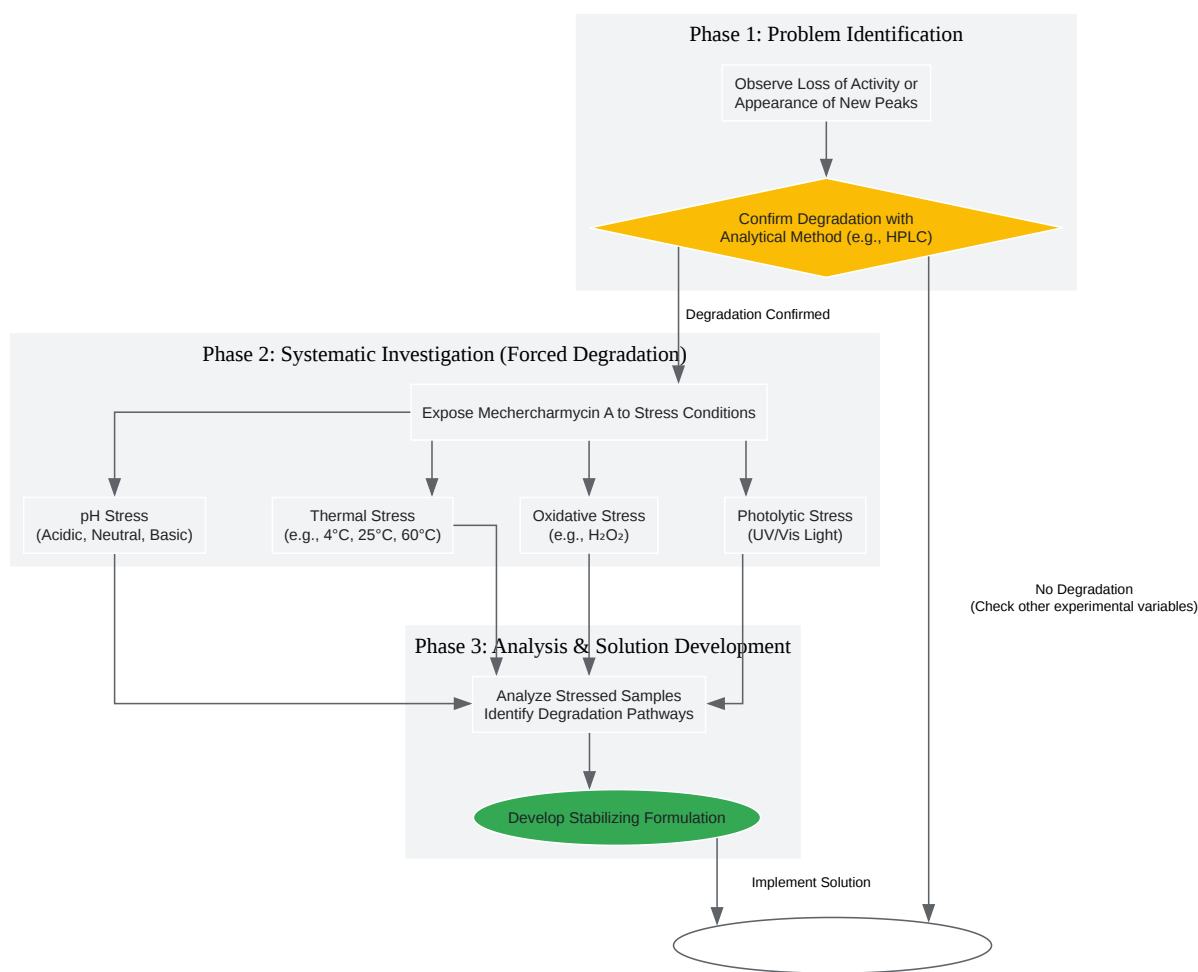 Phase 1: Problem Identification
Observe Loss of Activity or
Appearance of New Peaks
Confirm Degradation with
Analytical Method (e.g., HPLC)
Degradation Confirmed
Phase 2: Systematic Investigation (Forced Degradation)
Expose Mechercharmycin A to Stress Conditions
pH Stress
(Acidic, Neutral, Basic)
Thermal Stress
(e.g., 4°C, 25°C, 60°C)
Oxidative Stress
(e.g., H₂O₂)
Photolytic Stress
(UV/Vis Light)
No Degradation
(Check other experimental variables)
Phase 3: Analysis & Solution Development
Analyze Stressed Samples
Identify Degradation Pathways
Develop Stabilizing Formulation
Implement Solution